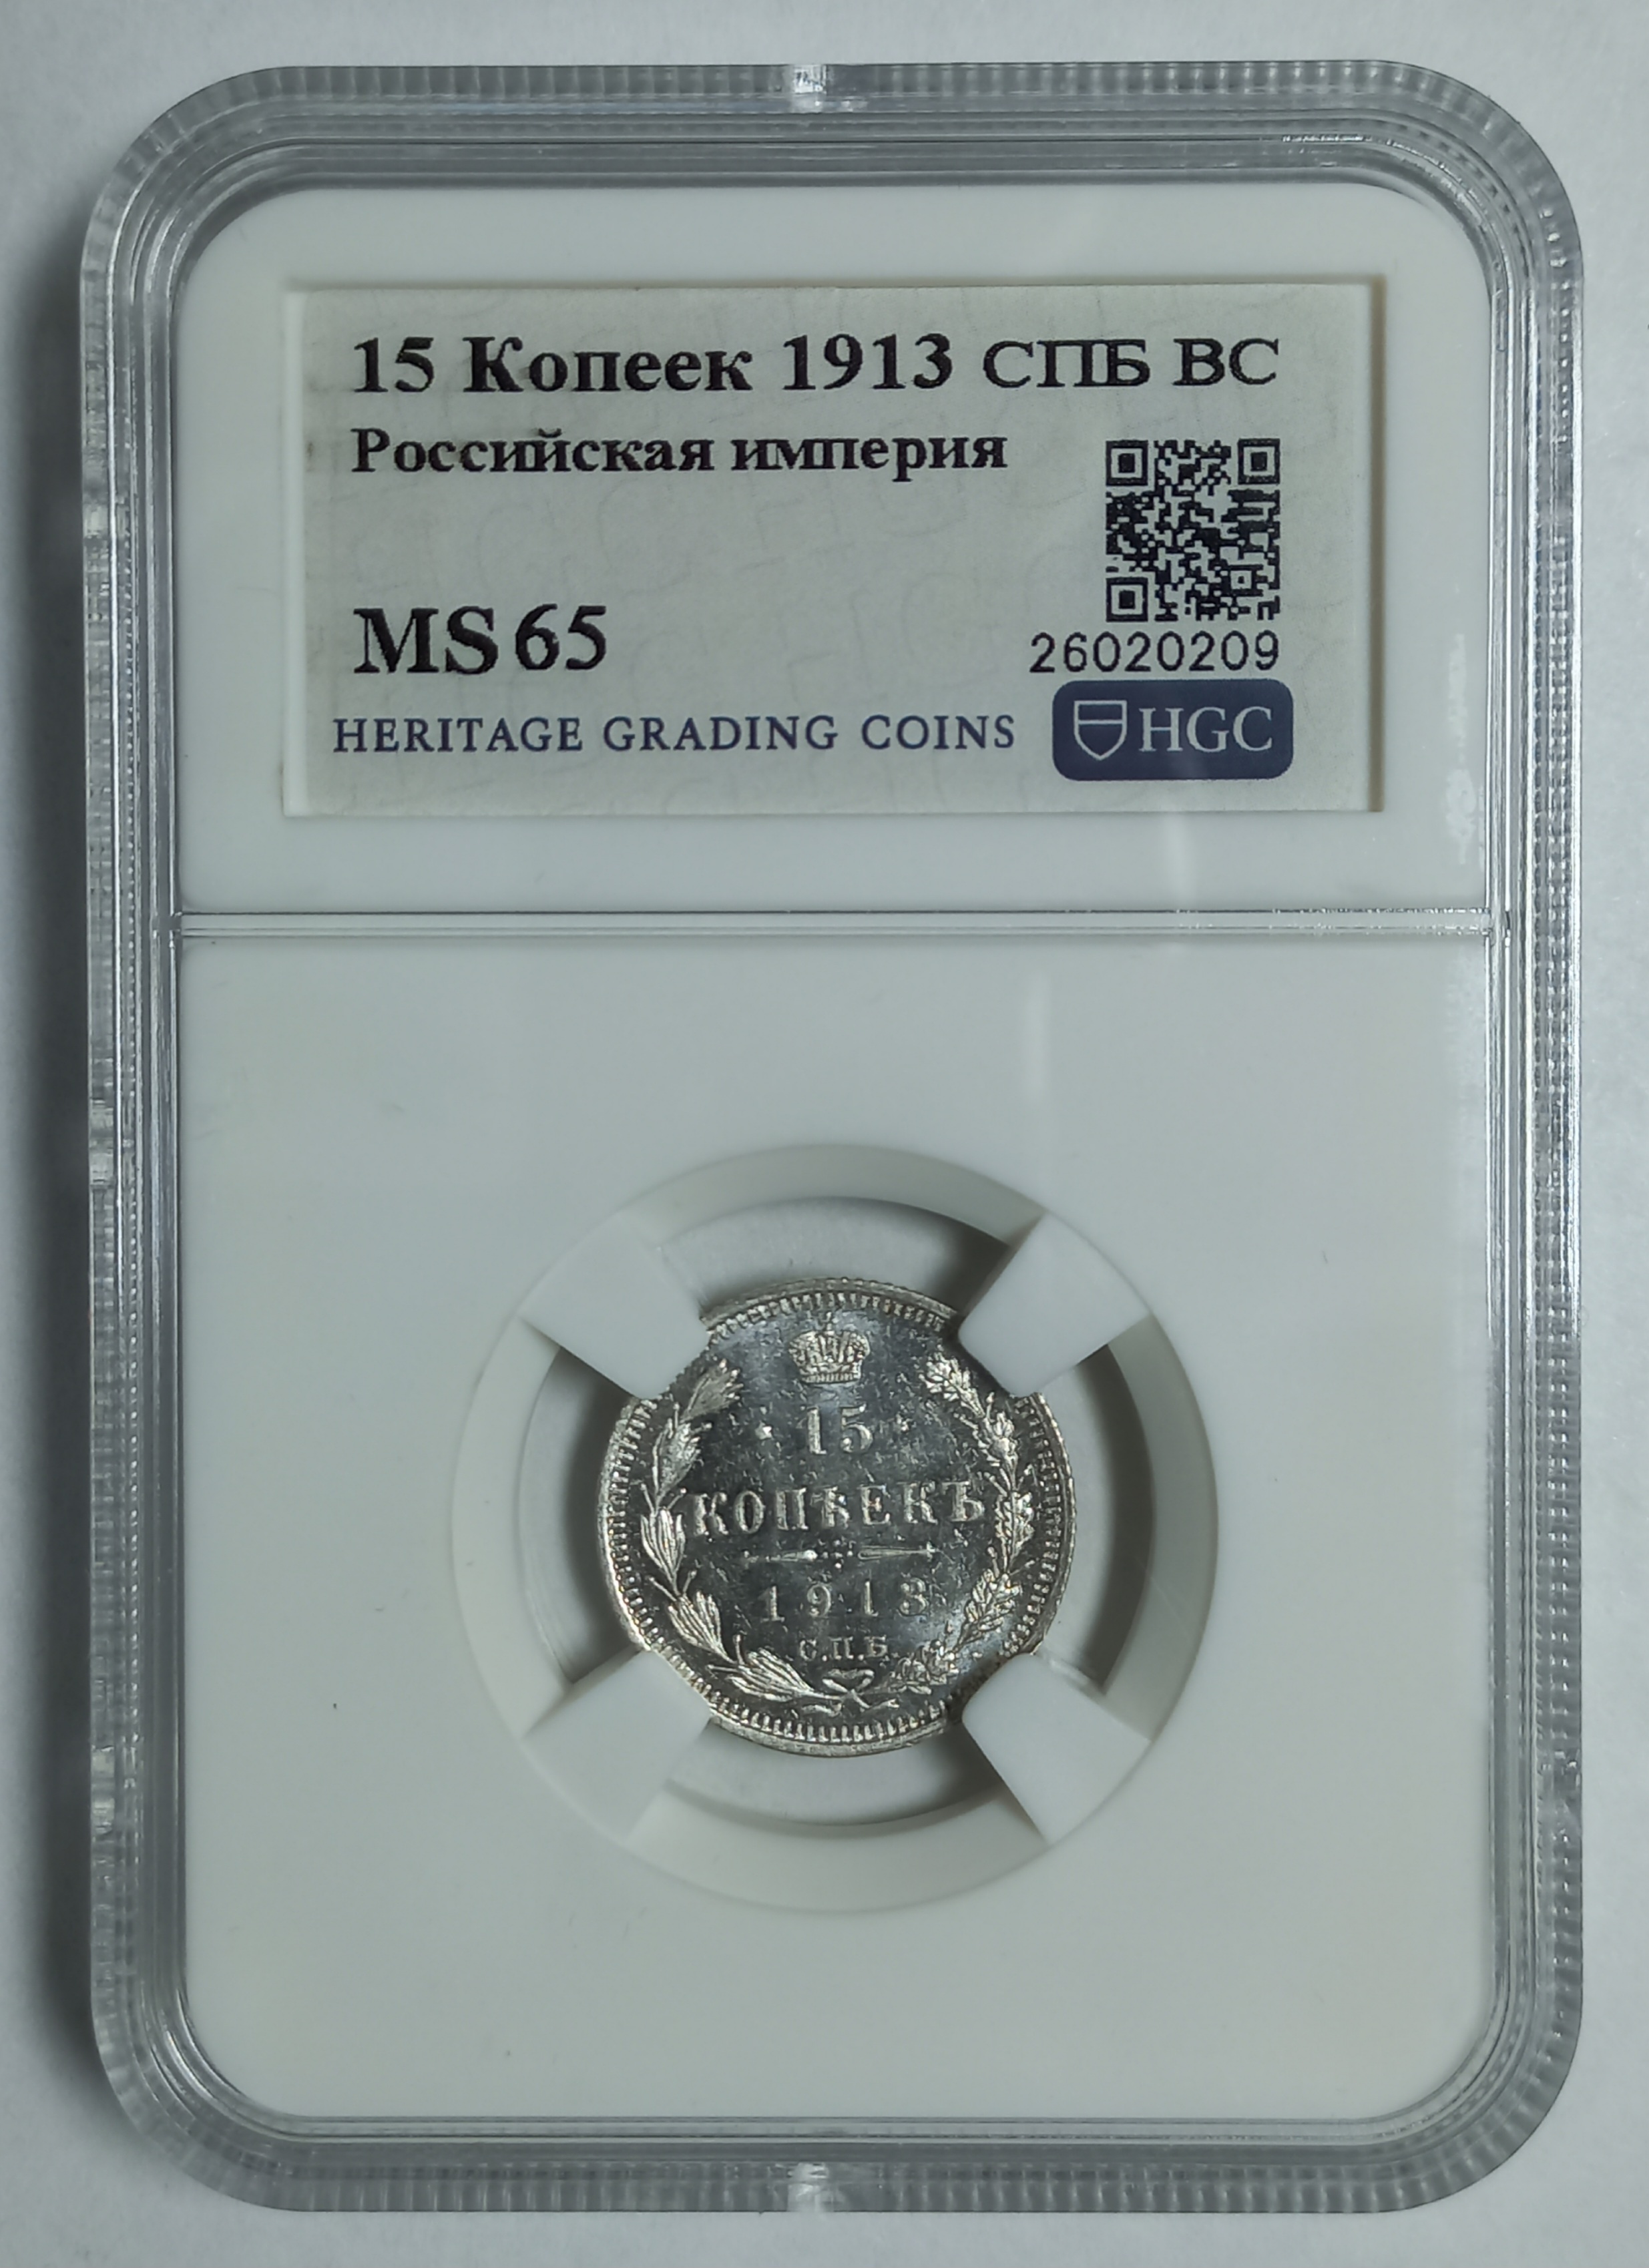 15 Копеек 1913 СПБ ВС
Российская империя
MS 65
26020209
HERITAGE GRADING COINS
HGC
· 15 ·
КОПѢЕКЪ
1913
С.П.Б.